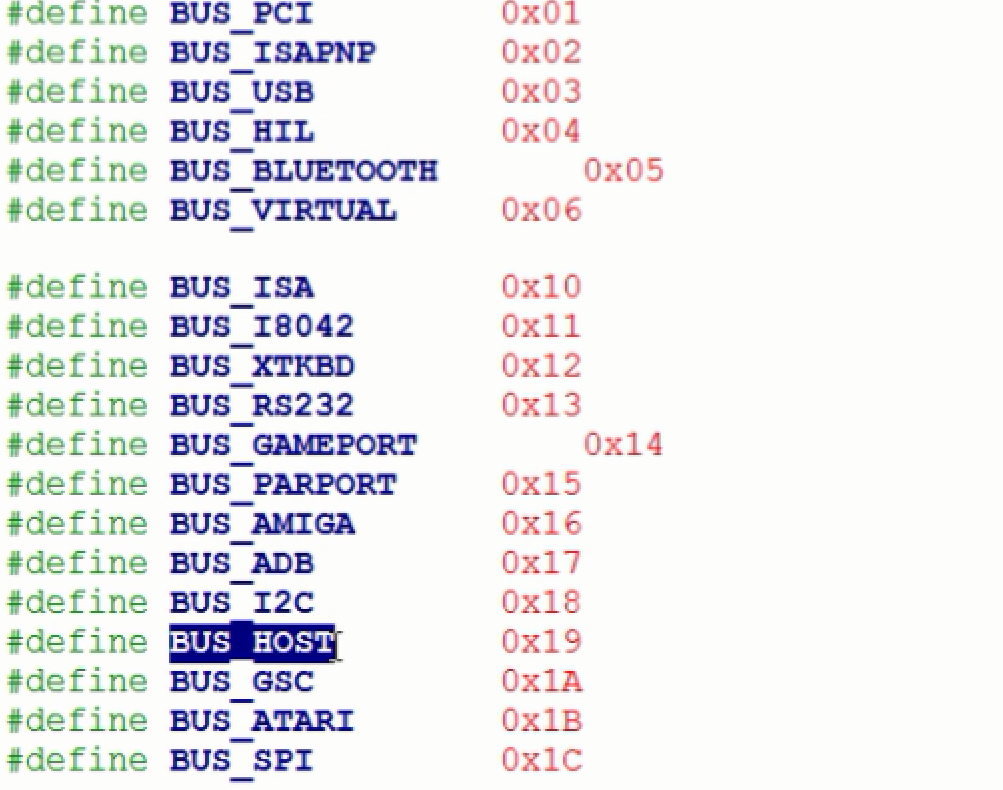 #define BUS_PCI 0x01
#define BUS_ISAPNP 0x02
#define BUS_USB 0x03
#define BUS_HIL 0x04
#define BUS_BLUETOOTH 0x05
#define BUS_VIRTUAL 0x06
#define BUS_ISA 0x10
#define BUS_I8042 0x11
#define BUS_XTKBD 0x12
#define BUS_RS232 0x13
#define BUS_GAMEPORT 0x14
#define BUS_PARPORT 0x15
#define BUS_AMIGA 0x16
#define BUS_ADB 0x17
#define BUS_I2C 0x18
#define BUS_HOST 0x19
#define BUS_GSC 0x1A
#define BUS_ATARI 0x1B
#define BUS_SPI 0x1C